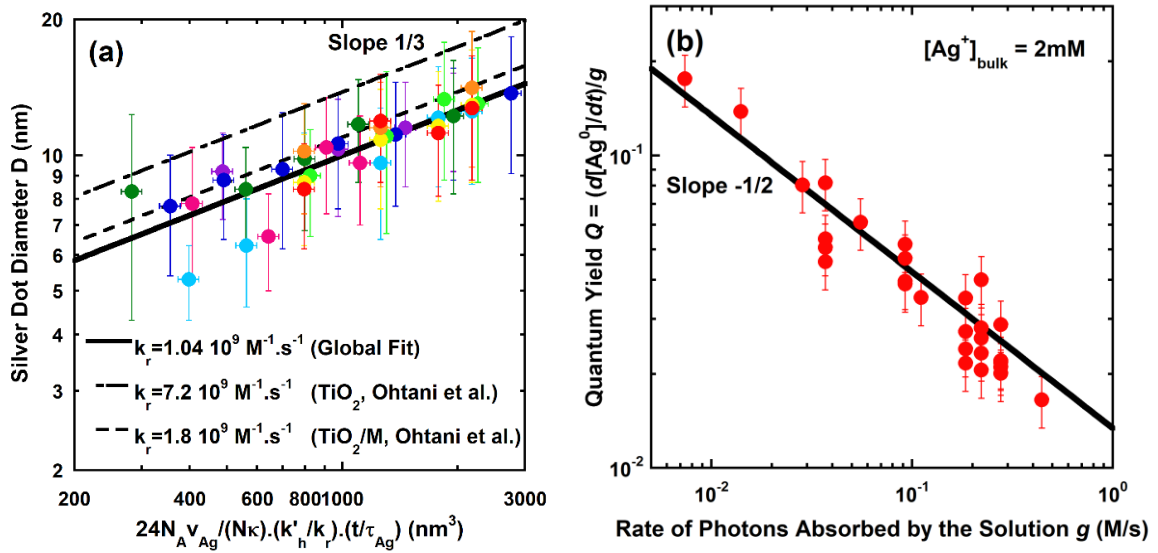 (a)
Slope 1/3
20
10
9
8
7
6
5
4
3
2
Silver Dot Diameter D (nm)
k_r=1.04 10^9 M^-1.s^-1 (Global Fit)
k_r=7.2 10^9 M^-1.s^-1 (TiO_2, Ohtani et al.)
k_r=1.8 10^9 M^-1.s^-1 (TiO_2/M, Ohtani et al.)
200 400 600 800 1000 3000
24N_A v_Ag/(Nκ).(k'_h/k_r).(t/τ_Ag) (nm^3)
(b)
[Ag^+]_bulk = 2mM
Slope -1/2
10^-1
10^-2
Quantum Yield Q = (d[Ag^0]/dt)/g
10^-2 10^-1 10^0
Rate of Photons Absorbed by the Solution g (M/s)